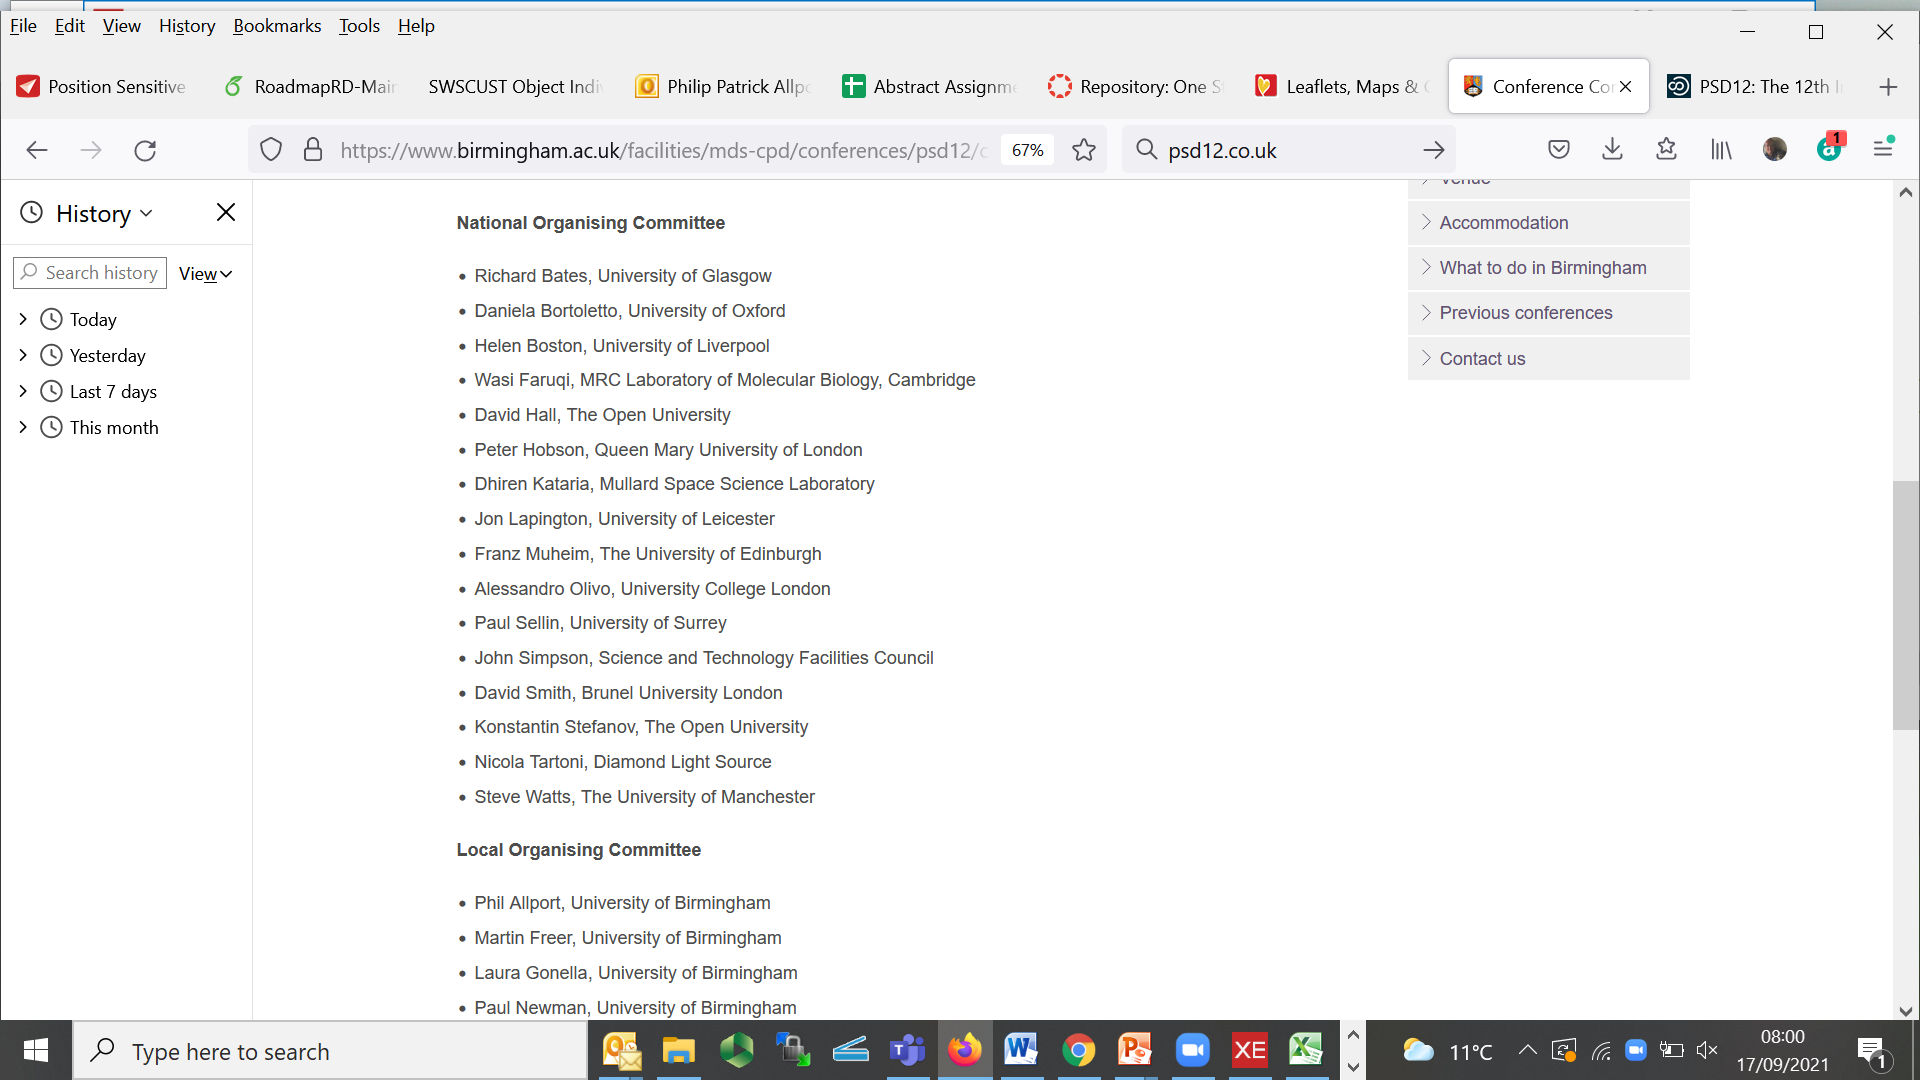 File Edit View History Bookmarks Tools Help
Position Sensitive RoadmapRD-Main SWSCUST Object Indi Philip Patrick Allpo Abstract Assignme Repository: One S Leaflets, Maps & Conference Co PSD12: The 12th I
https://www.birmingham.ac.uk/facilities/mds-cpd/conferences/psd12/c 67% psd12.co.uk 1
History
Search history View
Today
Yesterday
Last 7 days
This month
National Organising Committee
Richard Bates, University of Glasgow
Daniela Bortoletto, University of Oxford
Helen Boston, University of Liverpool
Wasi Faruqi, MRC Laboratory of Molecular Biology, Cambridge
David Hall, The Open University
Peter Hobson, Queen Mary University of London
Dhiren Kataria, Mullard Space Science Laboratory
Jon Lapington, University of Leicester
Franz Muheim, The University of Edinburgh
Alessandro Olivo, University College London
Paul Sellin, University of Surrey
John Simpson, Science and Technology Facilities Council
David Smith, Brunel University London
Konstantin Stefanov, The Open University
Nicola Tartoni, Diamond Light Source
Steve Watts, The University of Manchester
Local Organising Committee
Phil Allport, University of Birmingham
Martin Freer, University of Birmingham
Laura Gonella, University of Birmingham
Paul Newman, University of Birmingham
Venue
Accommodation
What to do in Birmingham
Previous conferences
Contact us
Type here to search
XE
11°C
08:00
17/09/2021
1